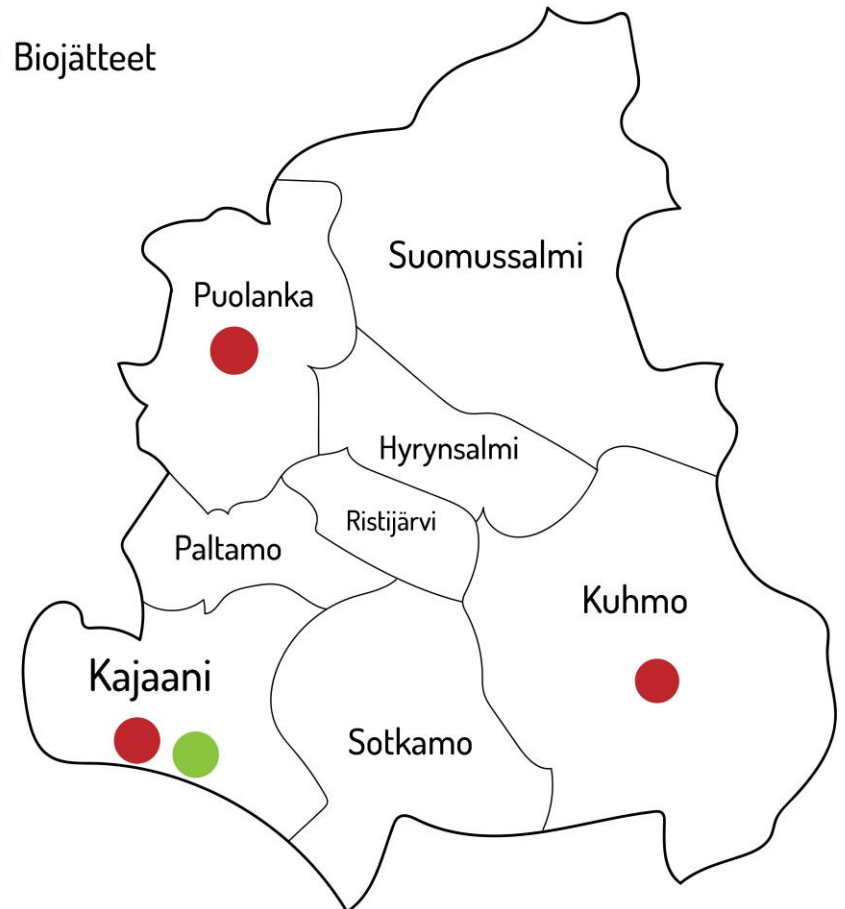 Biojätteet
Suomussalmi
Puolanka
Hyrynsalmi
Ristijärvi
Paltamo
Kuhmo
Kajaani
Sotkamo